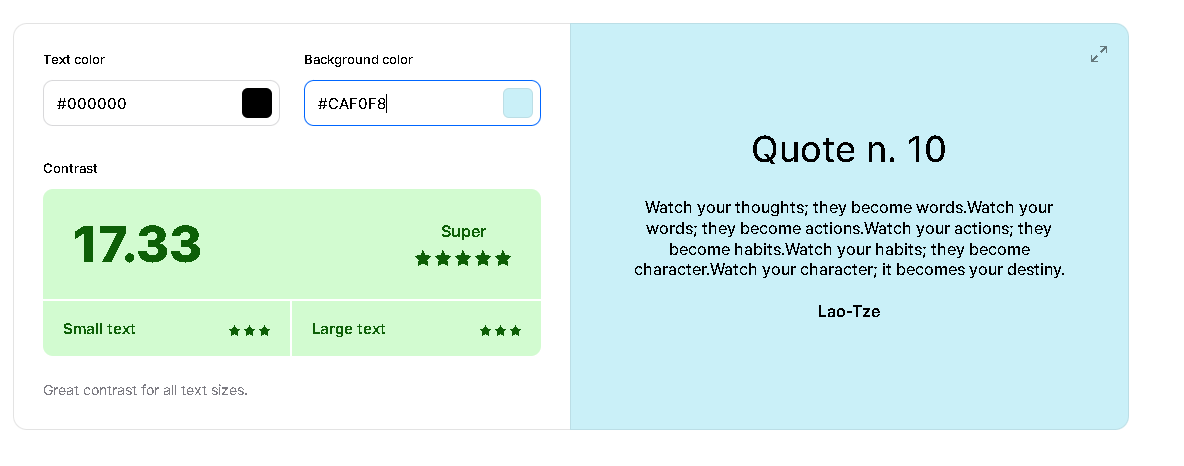 Text color
Background color
#000000
#CAF0F8
Contrast
17.33
Super
Small text
Large text
Great contrast for all text sizes.
Quote n. 10
Watch your thoughts; they become words.Watch your
words; they become actions.Watch your actions; they
become habits.Watch your habits; they become
character.Watch your character; it becomes your destiny.
Lao-Tze